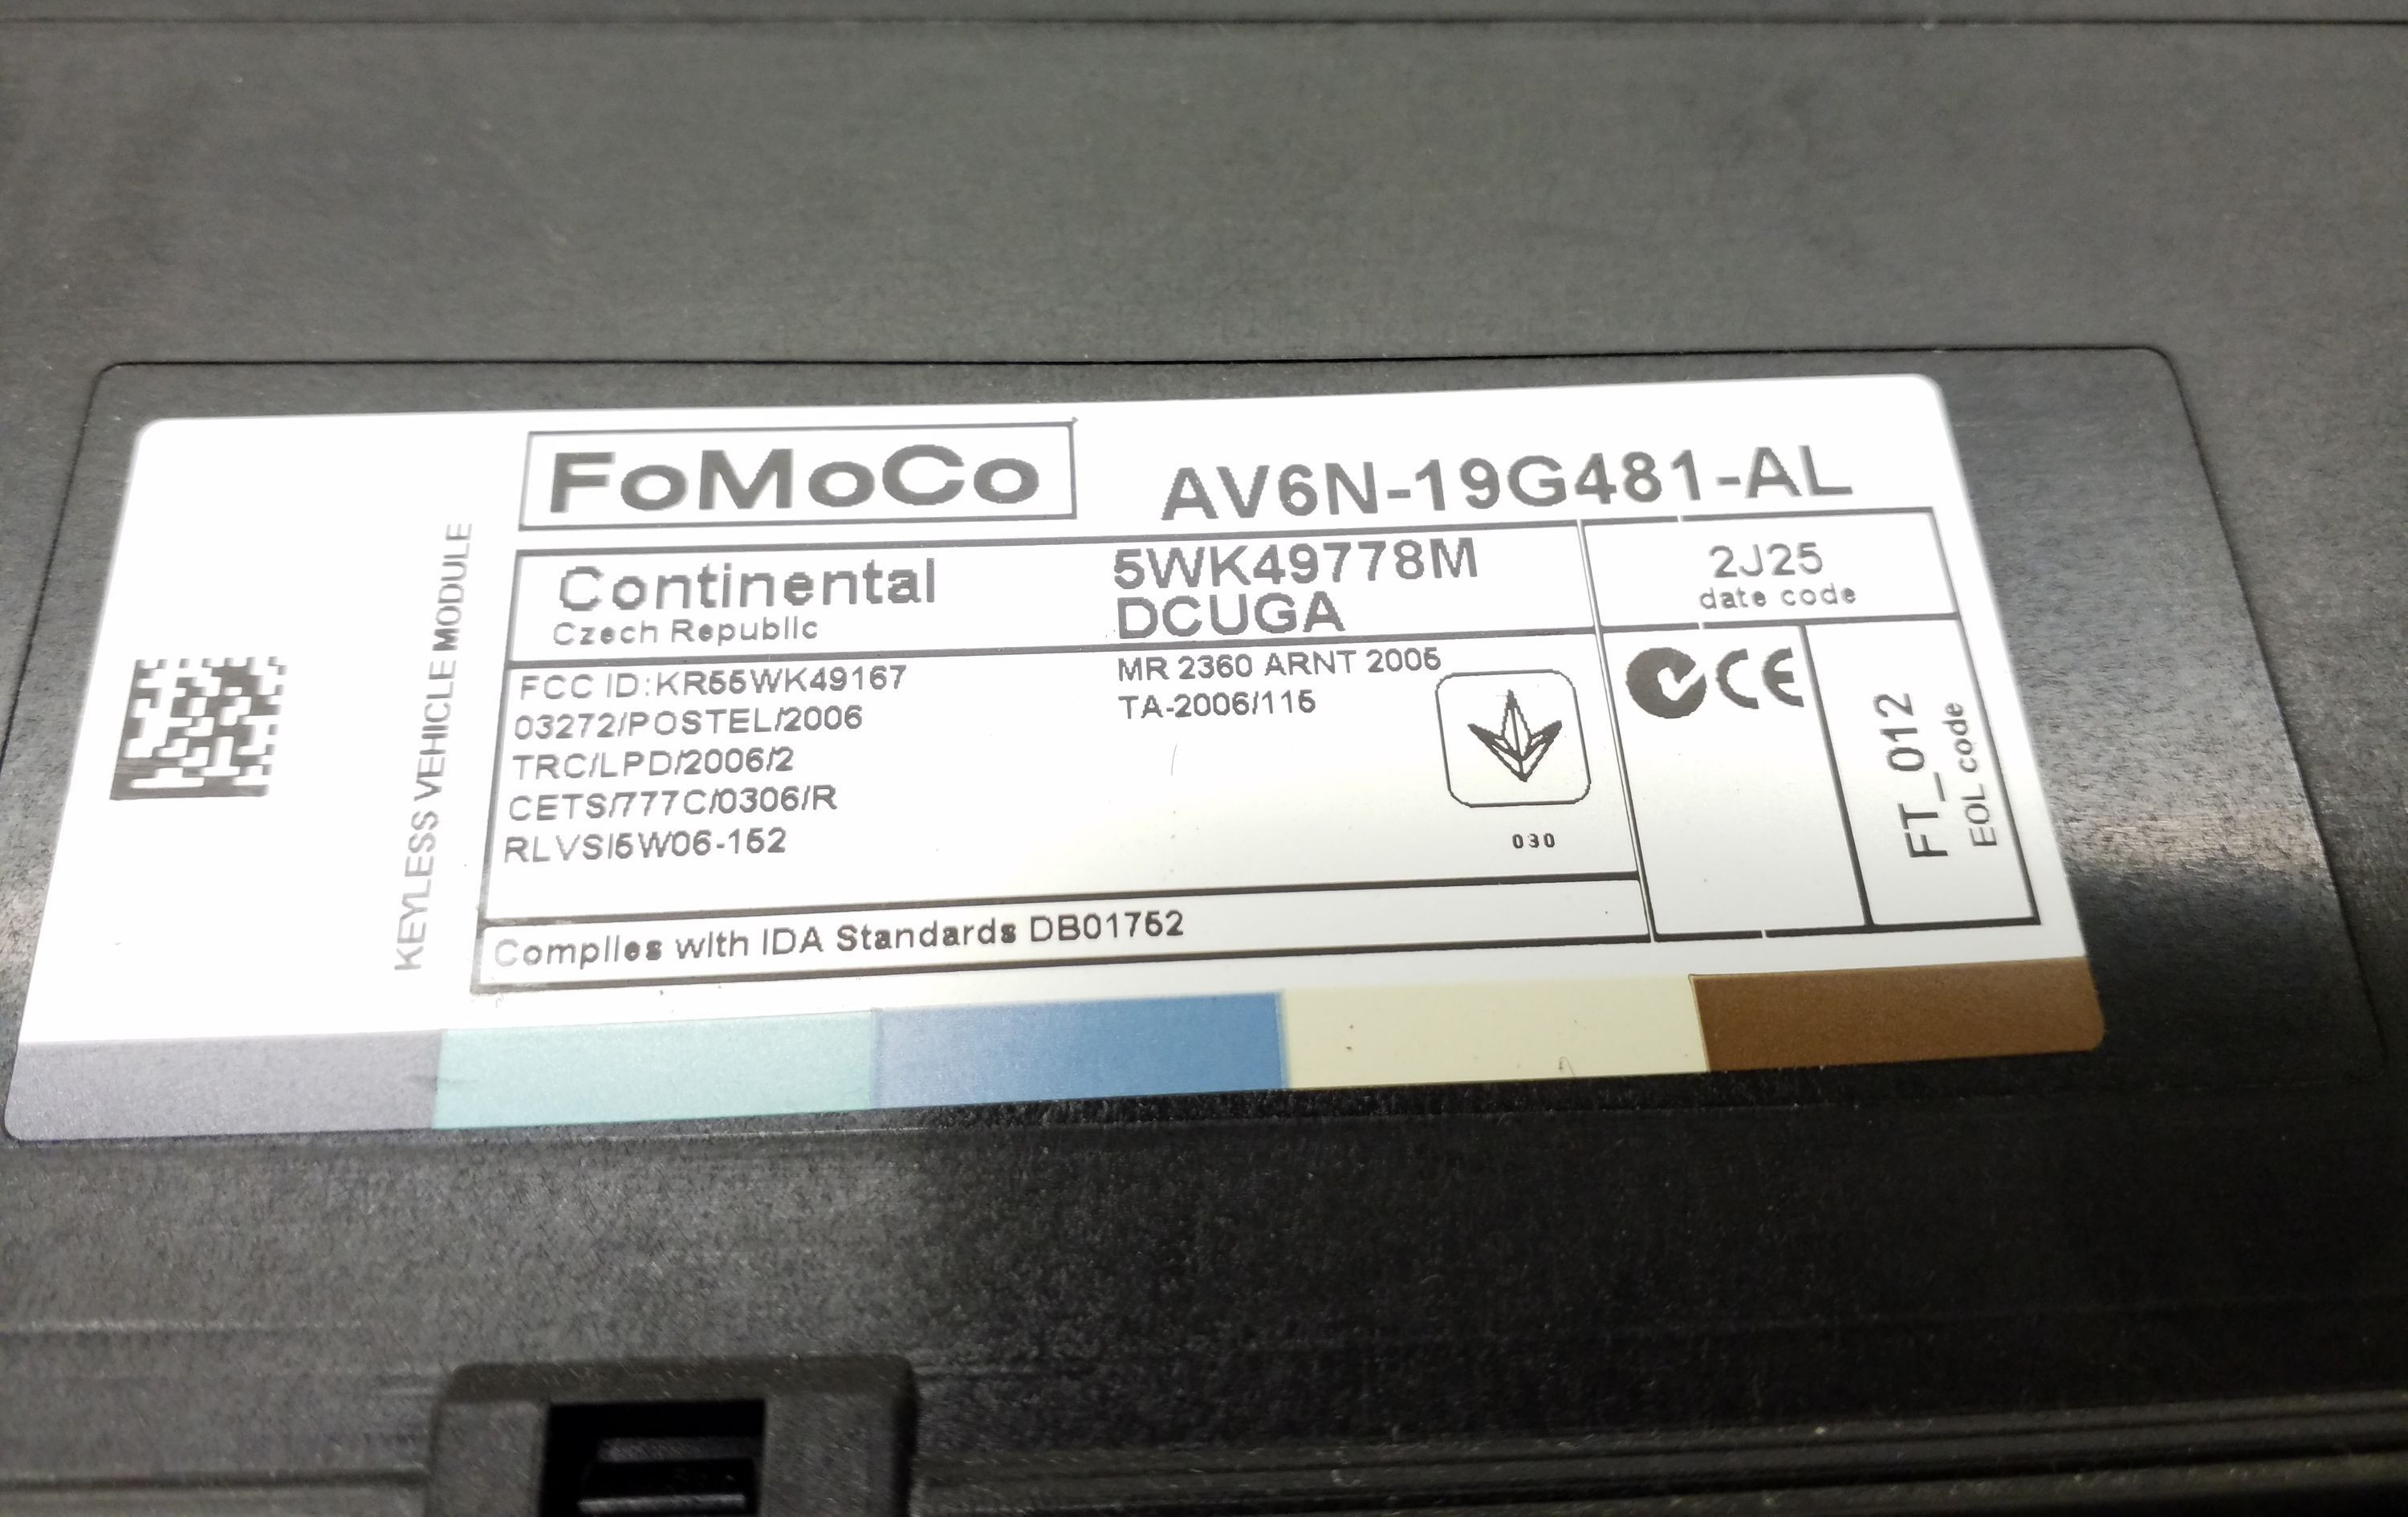 FoMoCo
AV6N-19G481-AL
KEYLESS VEHICLE MODULE
Continental
Czech Republic
5WK49778M
DCUGA
2J25
date code
FCC ID:KR55WK49167
03272/POSTEL/2006
TRC/LPD/2006/2
CETS/777C/0306/R
RLVSI5W06-152
MR 2360 ARNT 2005
TA-2006/115
030
CE
FT_012
EOL code
Complies with IDA Standards DB01752